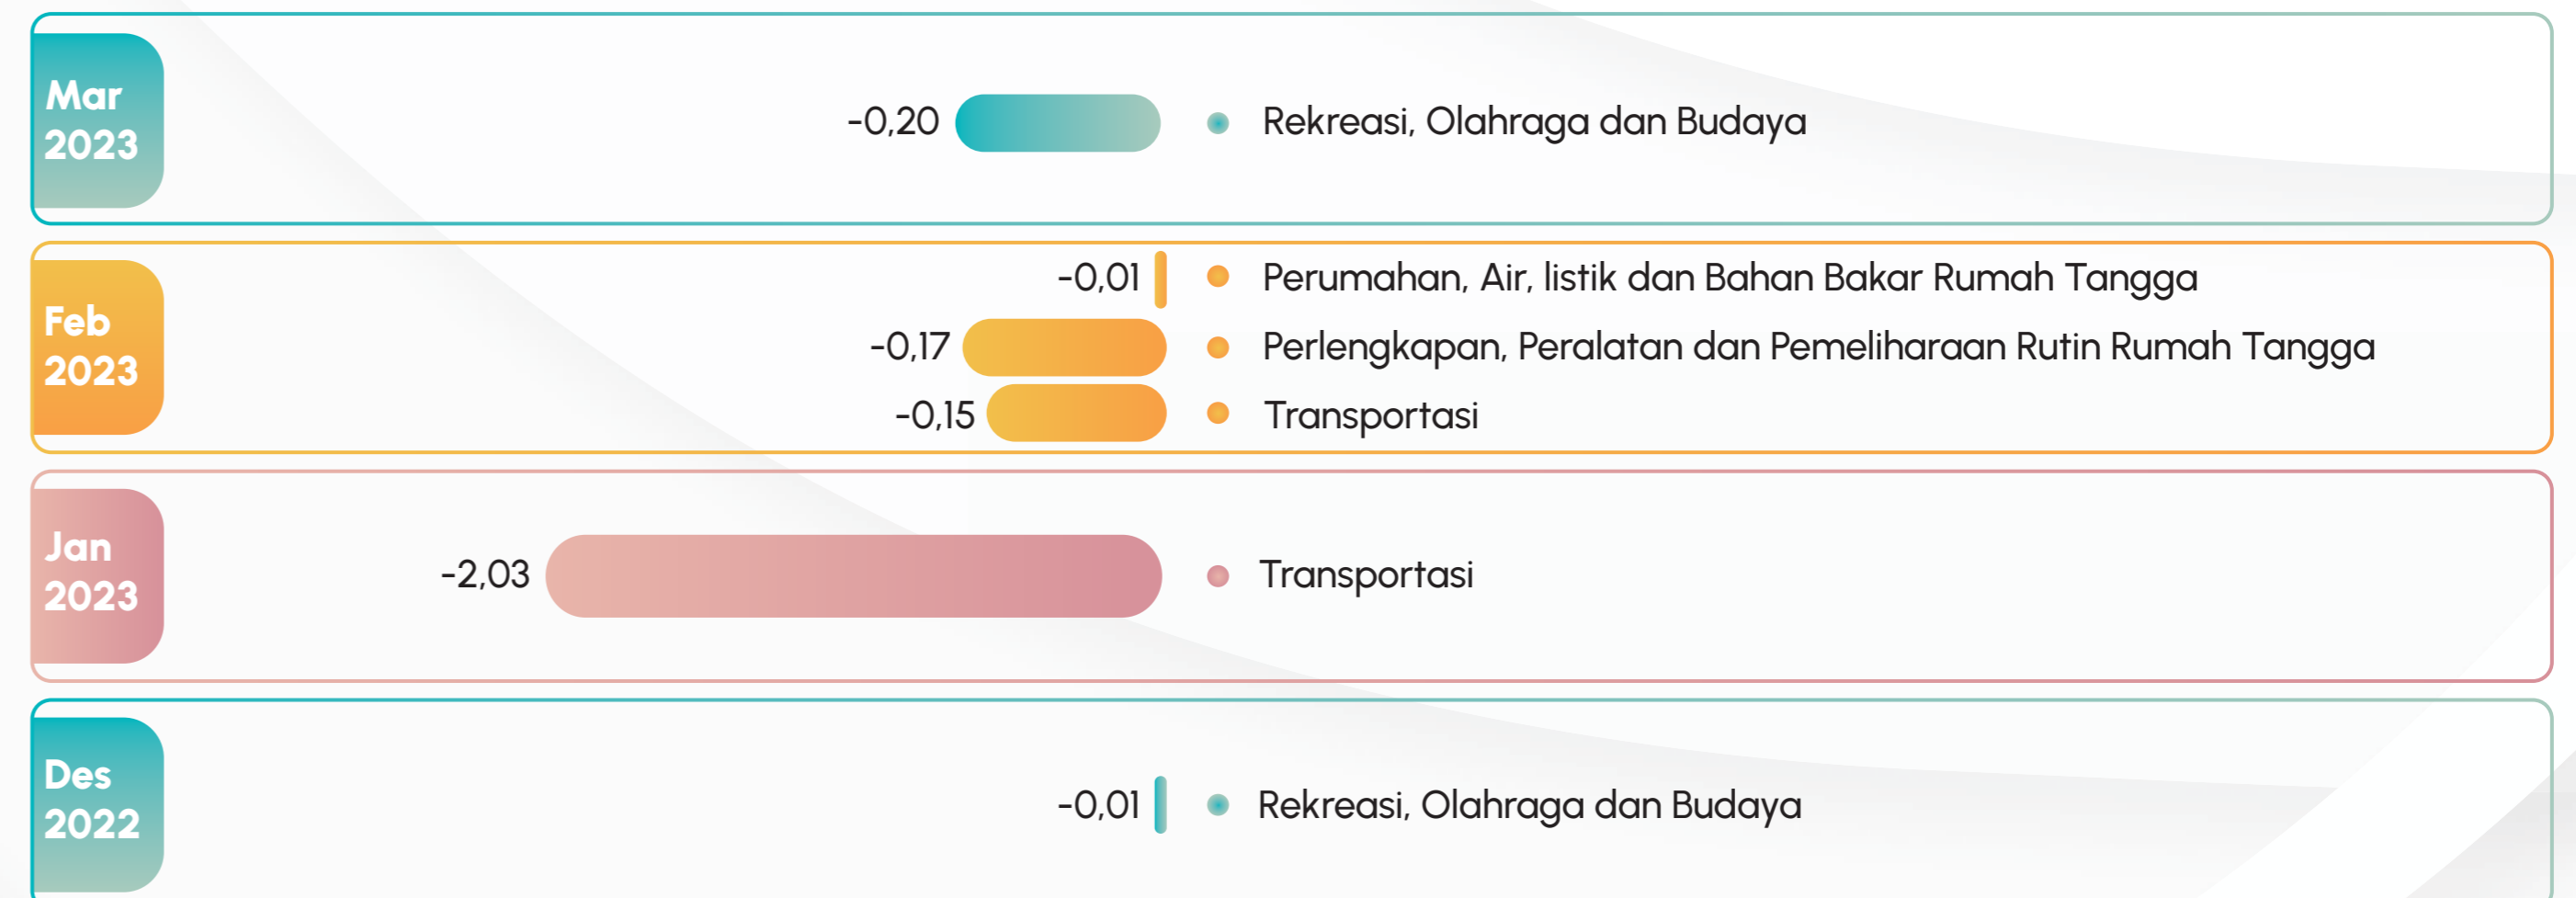 Mar
2023
-0,20
Rekreasi, Olahraga dan Budaya
Feb
2023
-0,01
Perumahan, Air, listik dan Bahan Bakar Rumah Tangga
-0,17
Perlengkapan, Peralatan dan Pemeliharaan Rutin Rumah Tangga
-0,15
Transportasi
Jan
2023
-2,03
Transportasi
Des
2022
-0,01
Rekreasi, Olahraga dan Budaya